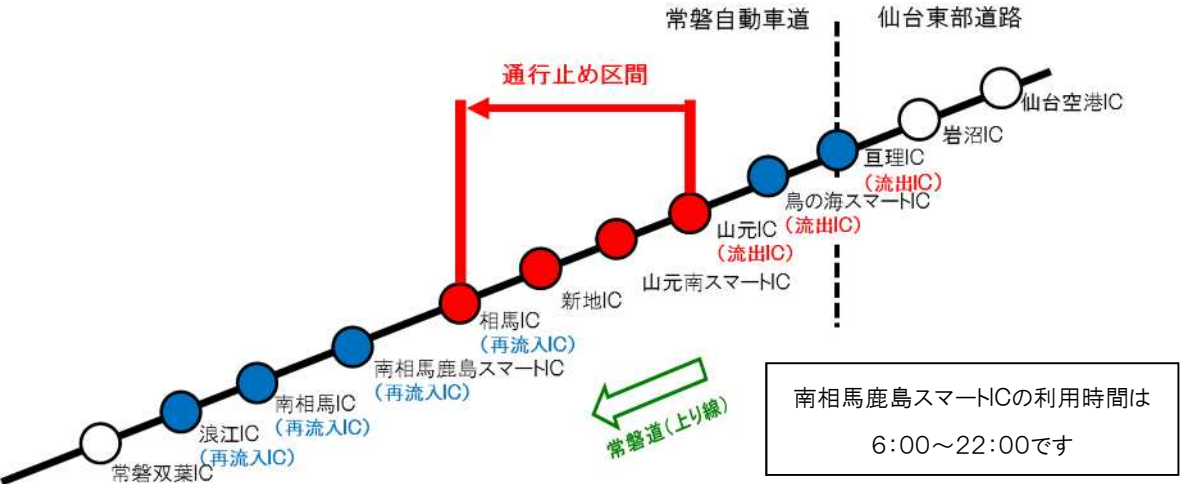 常磐自動車道
仙台東部道路
通行止め区間
仙台空港IC
岩沼IC
亘理IC
(流出IC)
鳥の海スマートIC
(流出IC)
山元IC
(流出IC)
山元南スマートIC
新地IC
相馬IC
(再流入IC)
南相馬鹿島スマートIC
(再流入IC)
南相馬IC
(再流入IC)
浪江IC
(再流入IC)
常磐双葉IC
常磐道(上り線)
南相馬鹿島スマートICの利用時間は
6:00~22:00です